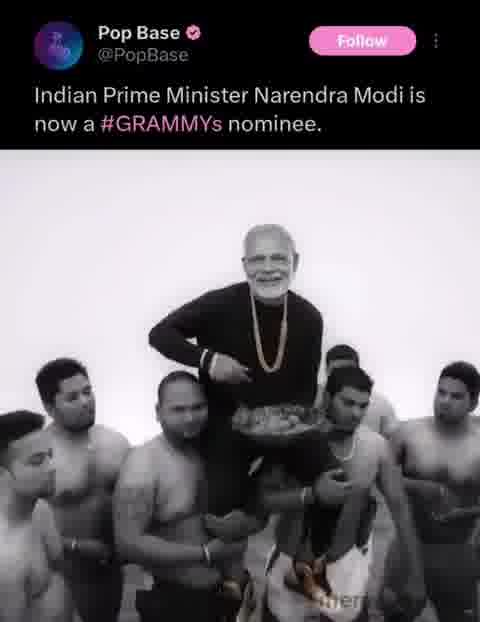 Pop Base
@PopBase
Follow
Indian Prime Minister Narendra Modi is
now a #GRAMMYs nominee.